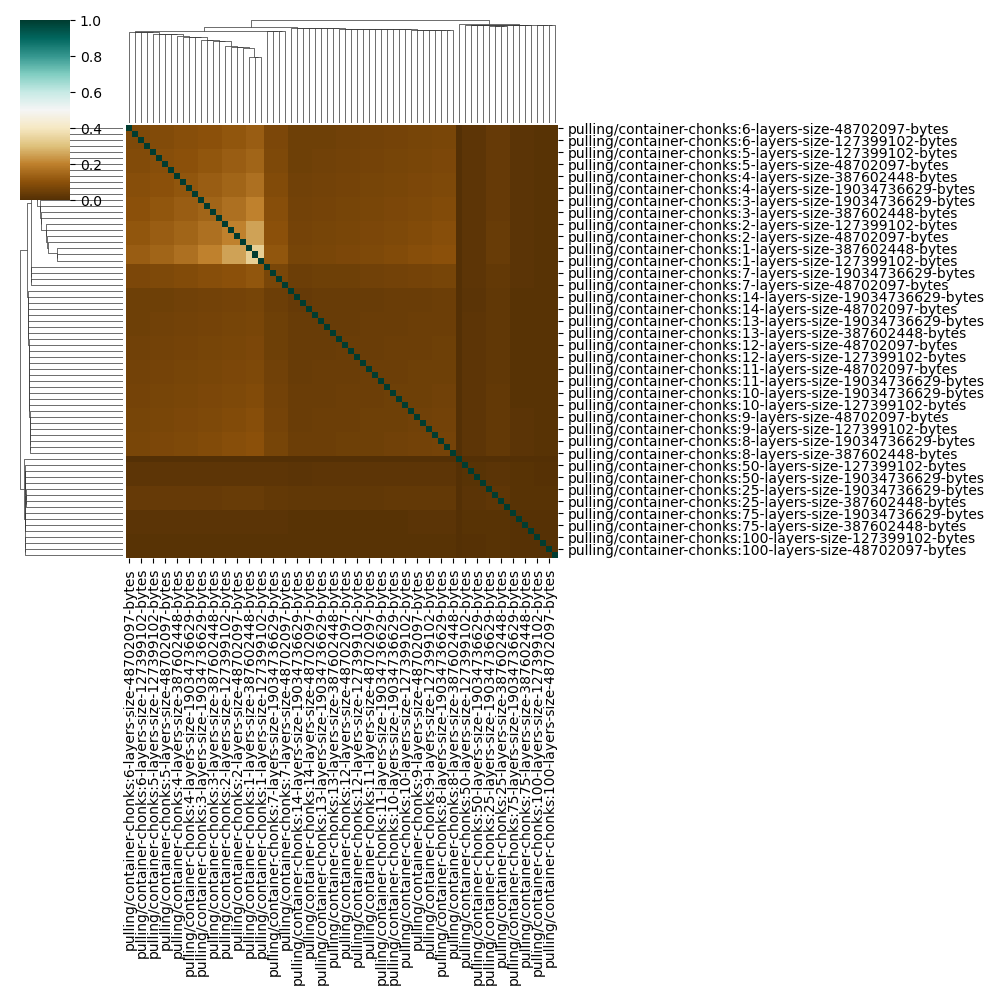 1.0
0.8
0.6
0.4
0.2
0.0
pulling/container-chonks:6-layers-size-48702097-bytes
pulling/container-chonks:6-layers-size-127399102-bytes
pulling/container-chonks:5-layers-size-127399102-bytes
pulling/container-chonks:5-layers-size-48702097-bytes
pulling/container-chonks:4-layers-size-387602448-bytes
pulling/container-chonks:4-layers-size-19034736629-bytes
pulling/container-chonks:3-layers-size-19034736629-bytes
pulling/container-chonks:3-layers-size-387602448-bytes
pulling/container-chonks:2-layers-size-127399102-bytes
pulling/container-chonks:2-layers-size-48702097-bytes
pulling/container-chonks:1-layers-size-387602448-bytes
pulling/container-chonks:1-layers-size-127399102-bytes
pulling/container-chonks:7-layers-size-19034736629-bytes
pulling/container-chonks:7-layers-size-48702097-bytes
pulling/container-chonks:14-layers-size-19034736629-bytes
pulling/container-chonks:14-layers-size-48702097-bytes
pulling/container-chonks:13-layers-size-19034736629-bytes
pulling/container-chonks:13-layers-size-387602448-bytes
pulling/container-chonks:12-layers-size-48702097-bytes
pulling/container-chonks:12-layers-size-127399102-bytes
pulling/container-chonks:11-layers-size-48702097-bytes
pulling/container-chonks:11-layers-size-19034736629-bytes
pulling/container-chonks:10-layers-size-19034736629-bytes
pulling/container-chonks:10-layers-size-127399102-bytes
pulling/container-chonks:9-layers-size-48702097-bytes
pulling/container-chonks:9-layers-size-127399102-bytes
pulling/container-chonks:8-layers-size-19034736629-bytes
pulling/container-chonks:8-layers-size-387602448-bytes
pulling/container-chonks:50-layers-size-127399102-bytes
pulling/container-chonks:50-layers-size-19034736629-bytes
pulling/container-chonks:25-layers-size-19034736629-bytes
pulling/container-chonks:25-layers-size-387602448-bytes
pulling/container-chonks:75-layers-size-19034736629-bytes
pulling/container-chonks:75-layers-size-387602448-bytes
pulling/container-chonks:100-layers-size-127399102-bytes
pulling/container-chonks:100-layers-size-48702097-bytes
pulling/container-chonks:6-layers-size-48702097-bytes
pulling/container-chonks:6-layers-size-127399102-bytes
pulling/container-chonks:5-layers-size-127399102-bytes
pulling/container-chonks:5-layers-size-48702097-bytes
pulling/container-chonks:4-layers-size-387602448-bytes
pulling/container-chonks:4-layers-size-19034736629-bytes
pulling/container-chonks:3-layers-size-19034736629-bytes
pulling/container-chonks:3-layers-size-387602448-bytes
pulling/container-chonks:2-layers-size-127399102-bytes
pulling/container-chonks:2-layers-size-48702097-bytes
pulling/container-chonks:1-layers-size-387602448-bytes
pulling/container-chonks:1-layers-size-127399102-bytes
pulling/container-chonks:7-layers-size-19034736629-bytes
pulling/container-chonks:7-layers-size-48702097-bytes
pulling/container-chonks:14-layers-size-19034736629-bytes
pulling/container-chonks:14-layers-size-48702097-bytes
pulling/container-chonks:13-layers-size-19034736629-bytes
pulling/container-chonks:13-layers-size-387602448-bytes
pulling/container-chonks:12-layers-size-48702097-bytes
pulling/container-chonks:12-layers-size-127399102-bytes
pulling/container-chonks:11-layers-size-48702097-bytes
pulling/container-chonks:11-layers-size-19034736629-bytes
pulling/container-chonks:10-layers-size-19034736629-bytes
pulling/container-chonks:10-layers-size-127399102-bytes
pulling/container-chonks:9-layers-size-48702097-bytes
pulling/container-chonks:9-layers-size-127399102-bytes
pulling/container-chonks:8-layers-size-19034736629-bytes
pulling/container-chonks:8-layers-size-387602448-bytes
pulling/container-chonks:50-layers-size-127399102-bytes
pulling/container-chonks:50-layers-size-19034736629-bytes
pulling/container-chonks:25-layers-size-19034736629-bytes
pulling/container-chonks:25-layers-size-387602448-bytes
pulling/container-chonks:75-layers-size-19034736629-bytes
pulling/container-chonks:75-layers-size-387602448-bytes
pulling/container-chonks:100-layers-size-127399102-bytes
pulling/container-chonks:100-layers-size-48702097-bytes